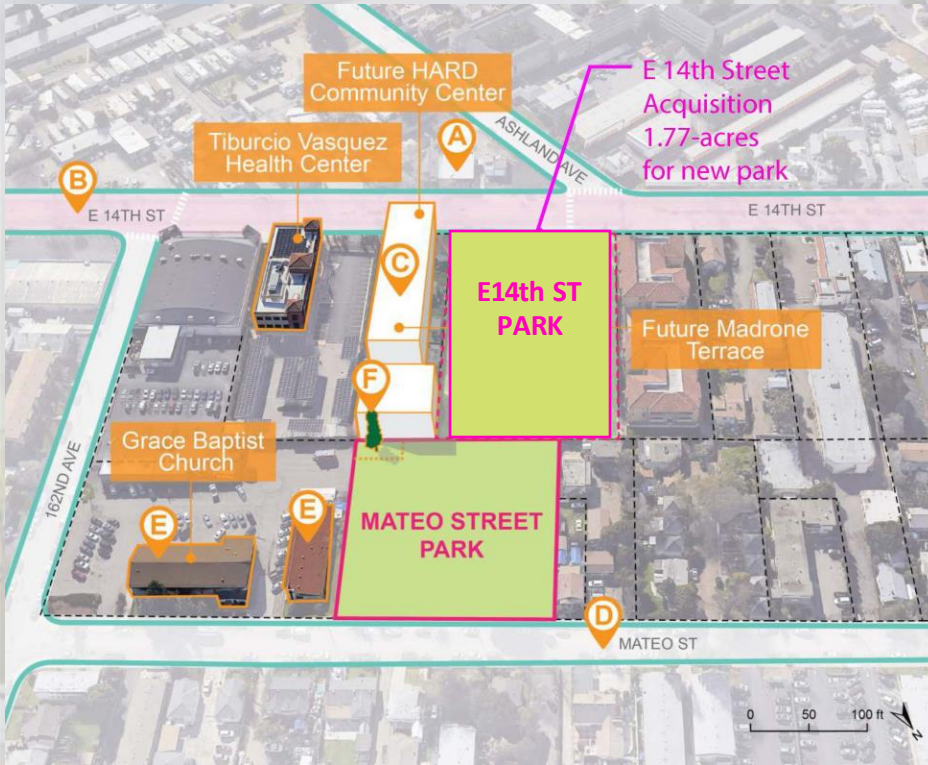 Future HARD
Community Center
E 14th Street
Acquisition
1.77-acres
for new park
Tiburcio Vasquez
Health Center
A
ASHLAND AVE
B
E 14TH ST
E 14TH ST
C
E14th ST
PARK
Future Madrone
Terrace
F
162ND AVE
Grace Baptist
Church
E
E
MATEO STREET
PARK
D
MATEO ST
0 50 100 ft
N